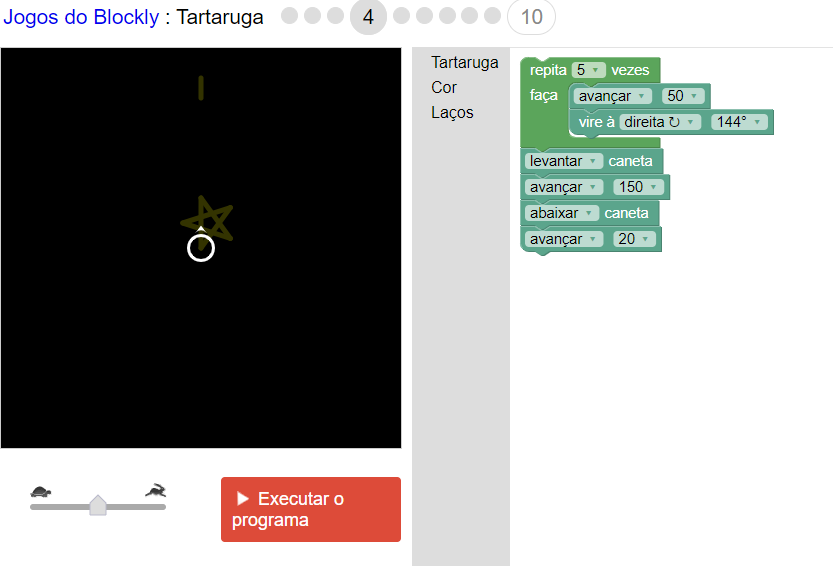 Jogos do Blockly : Tartaruga 4 10
Tartaruga
Cor
Laços
repita 5 vezes
faça avançar 50
vire à direita ↻ 144°
levantar caneta
avançar 150
abaixar caneta
avançar 20
Executar o
programa